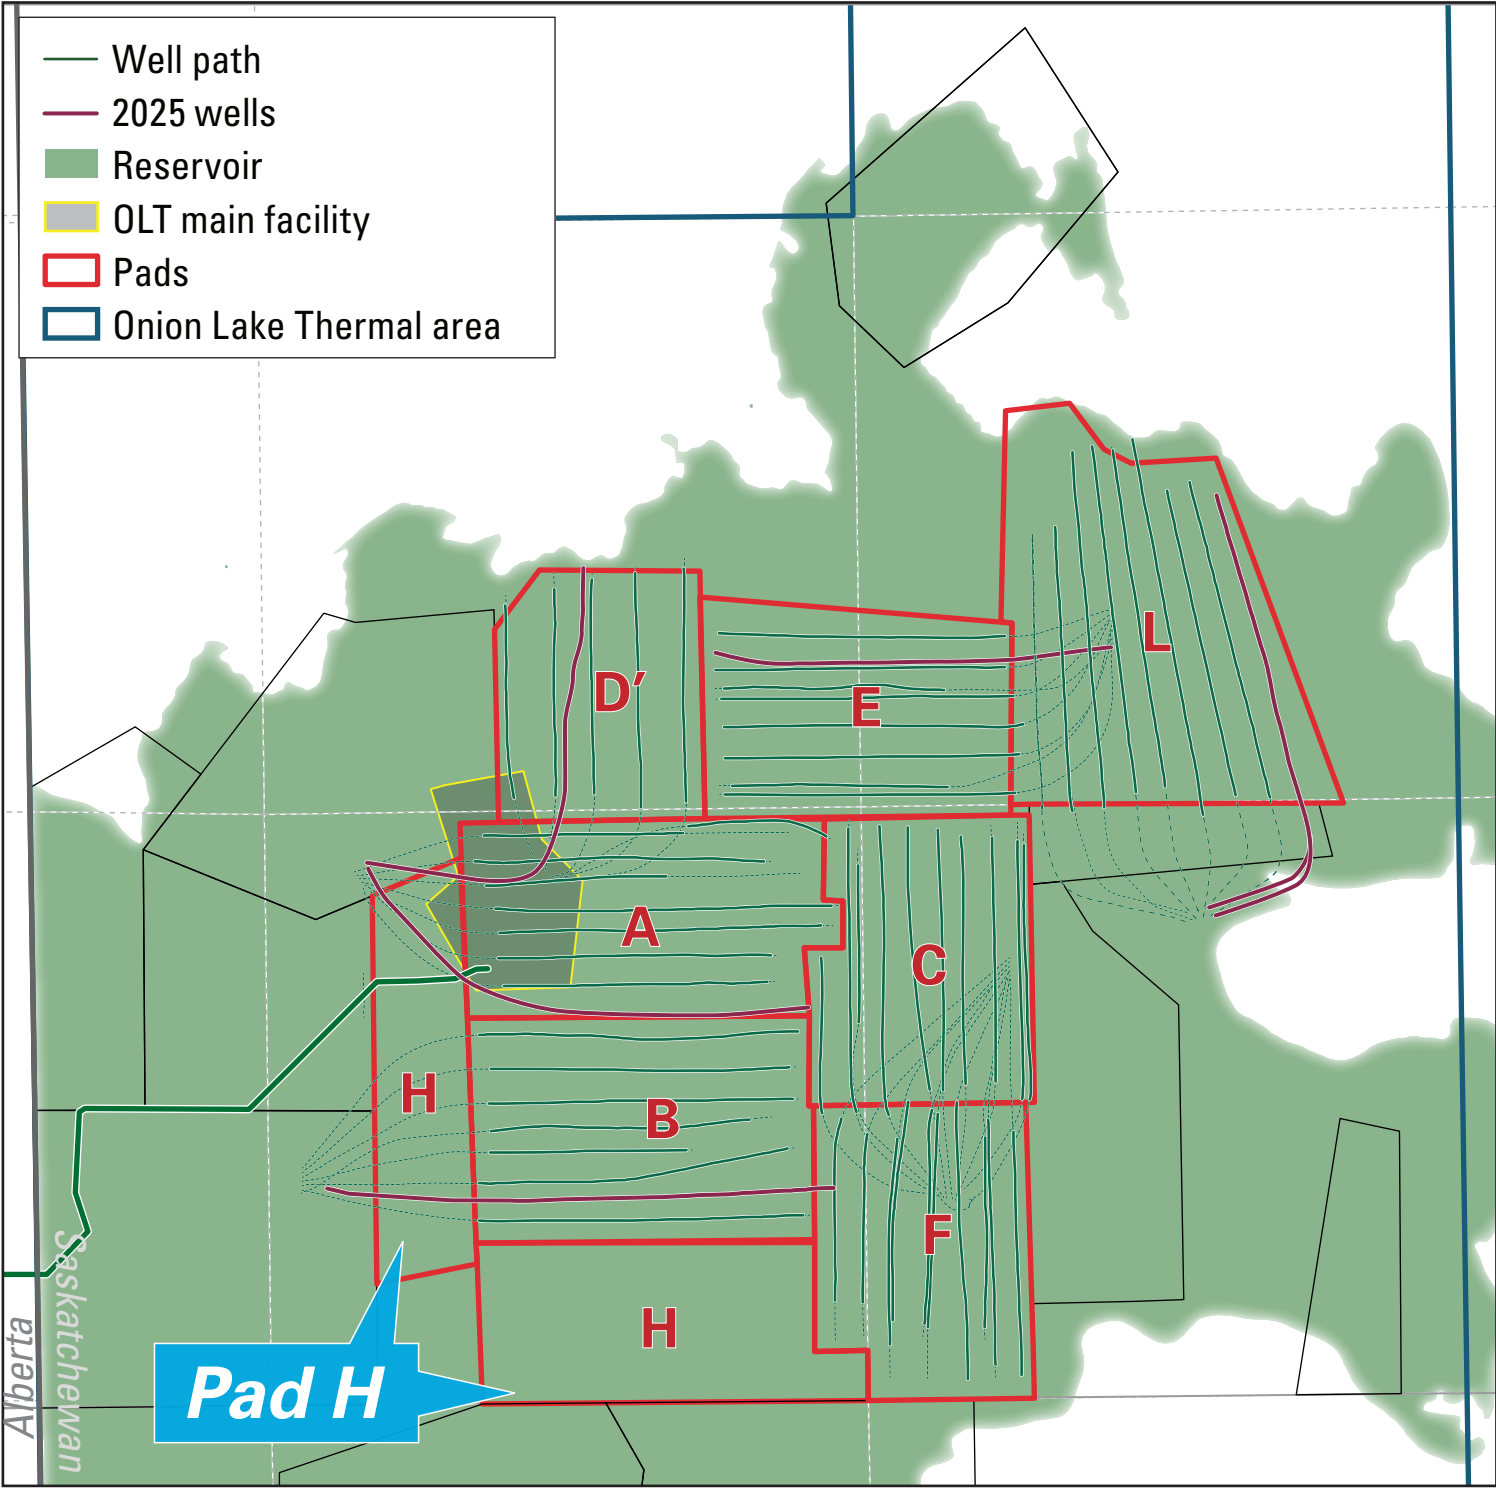 Well path
2025 wells
Reservoir
OLT main facility
Pads
Onion Lake Thermal area
L
D′
E
A
C
H
B
F
H
Pad H
Alberta
Saskatchewan